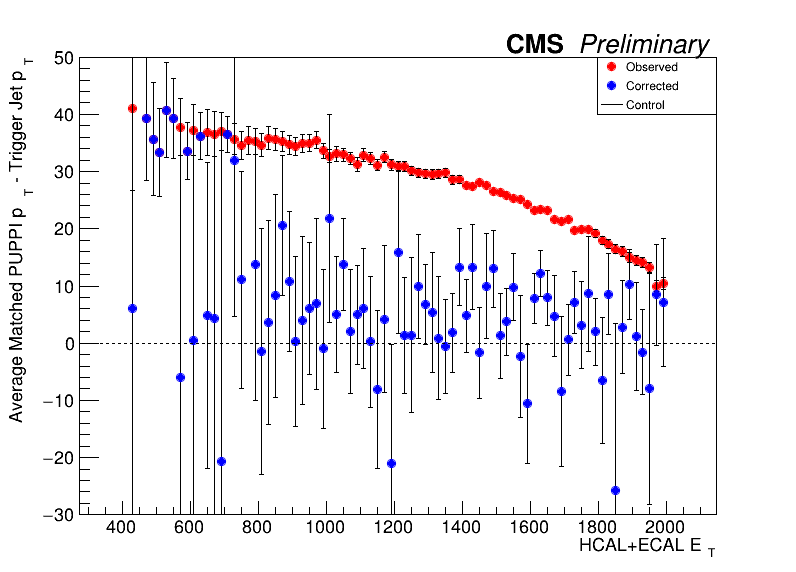 CMS Preliminary
Observed
Corrected
Control
Average Matched PUPPI p T - Trigger Jet p T
50
40
30
20
10
0
−10
−20
−30
400 600 800 1000 1200 1400 1600 1800 2000
HCAL+ECAL E T